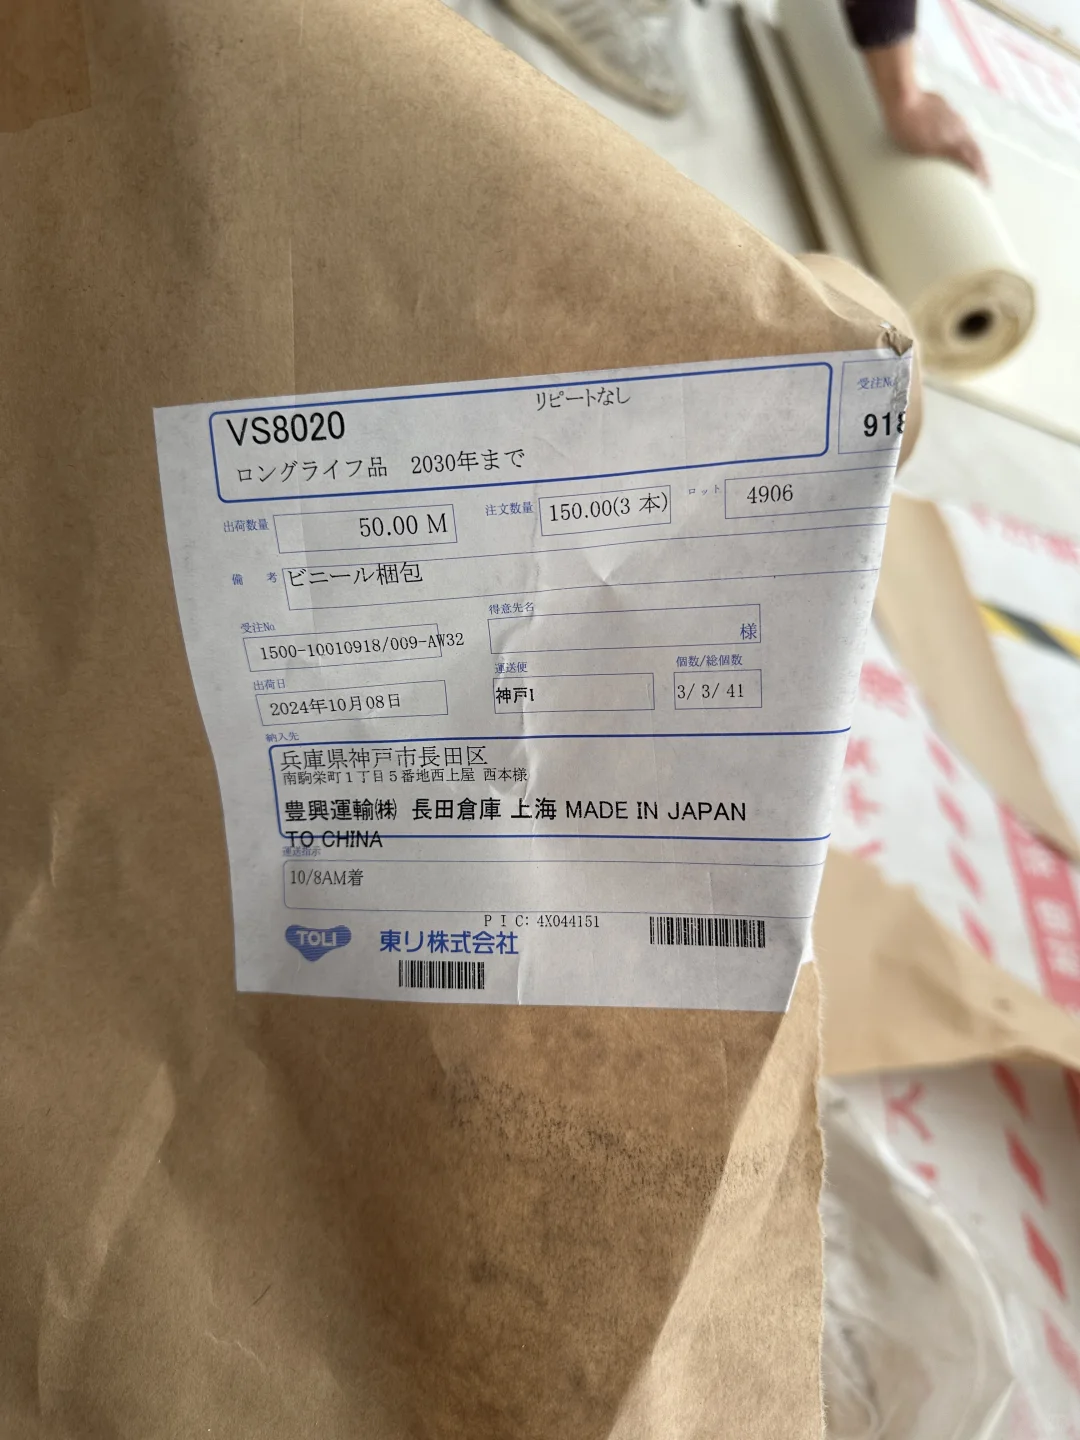 リピートなし
受注No
VS8020
918
ロングライフ品 2030年まで
出荷数量 50.00 M 注文数量 150.00(3 本) ロット 4906
備 考 ビニール梱包
受注No 得意先名
1500-10010918/009-AW32 様
出荷日 運送便 個数/総個数
2024年10月08日 神戸1 3/ 3/ 41
納入先
兵庫県神戸市長田区
南駒栄町1丁目5番地西上屋 西本様
豊興運輸㈱ 長田倉庫 上海 MADE IN JAPAN
TO CHINA
運送指示
10/8AM着
PIC: 4X044151
TOLI 東リ株式会社